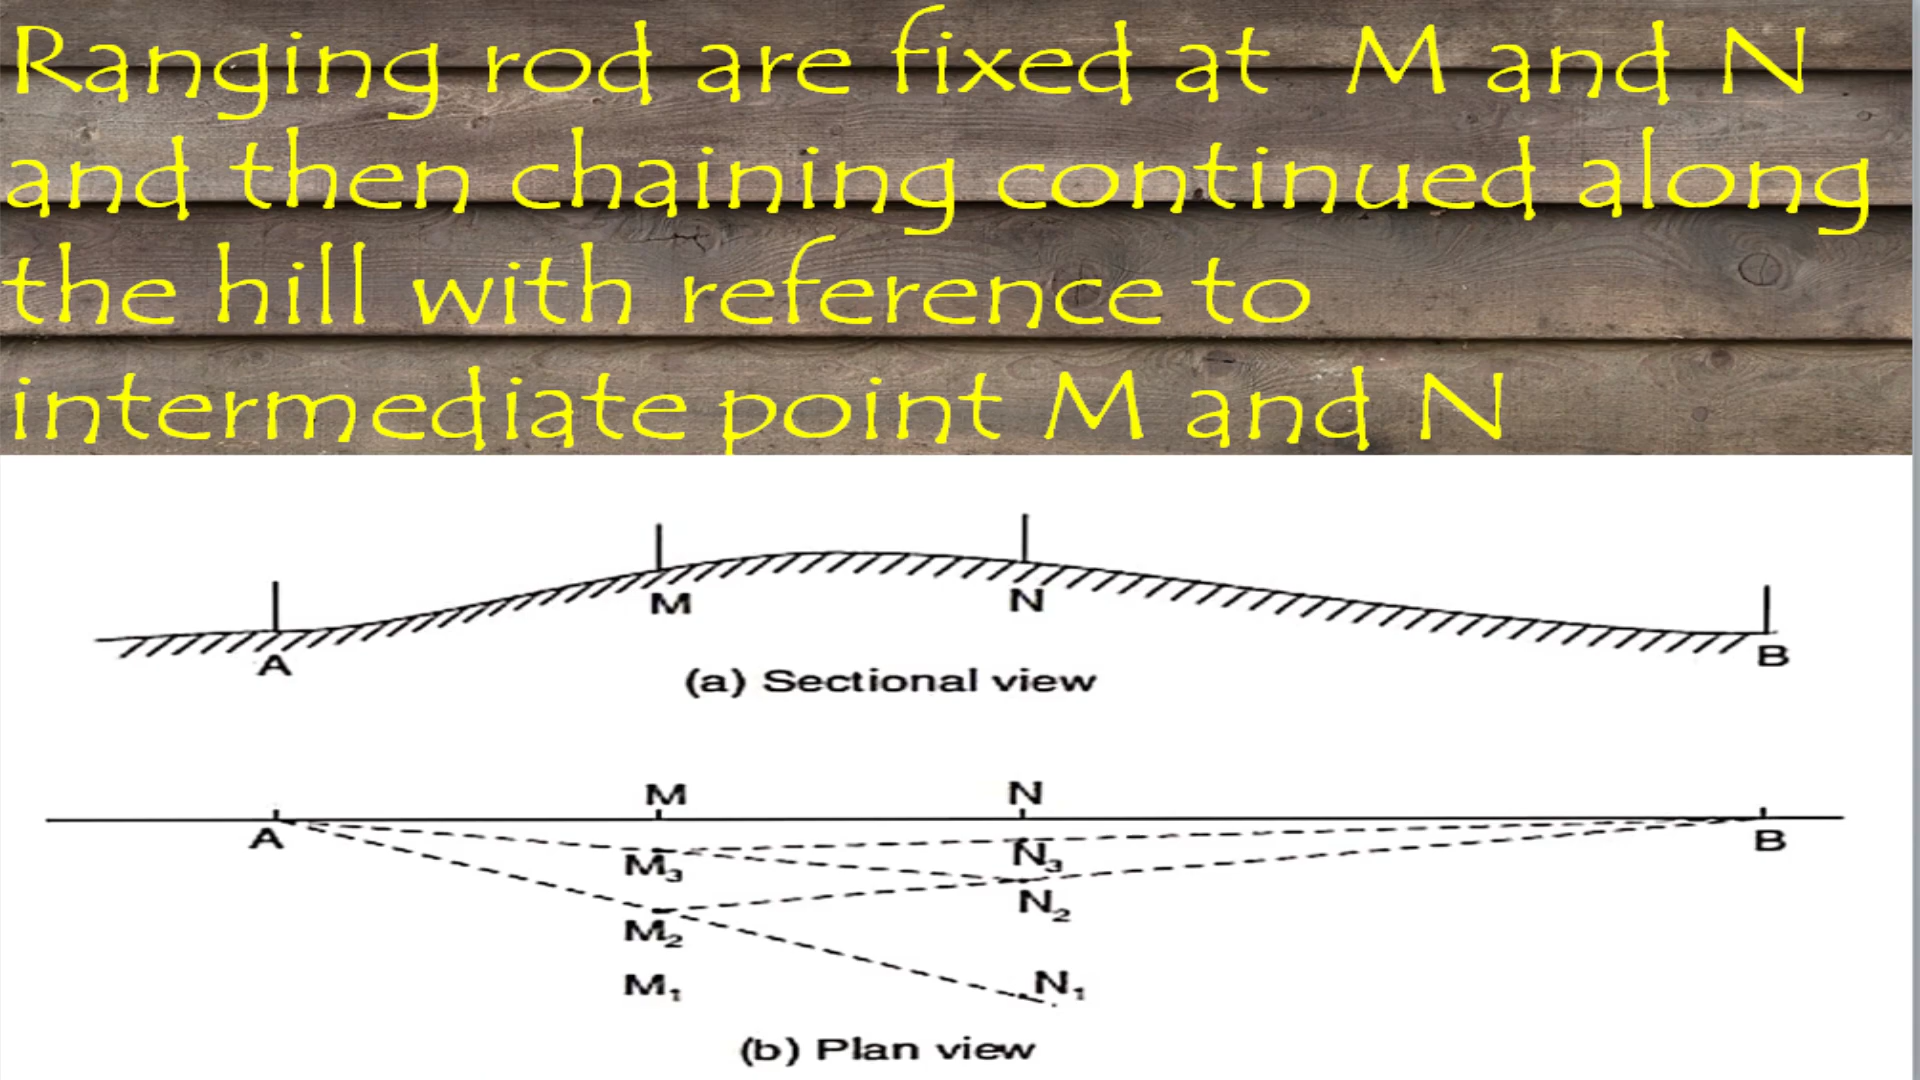 Ranging rod are fixed at M and N
and then chaining continued along
the hill with reference to
intermediate point M and N
M
N
A
B
(a) Sectional view
M
N
A
B
M₃
N₃
M₂
N₂
M₁
N₁
(b) Plan view